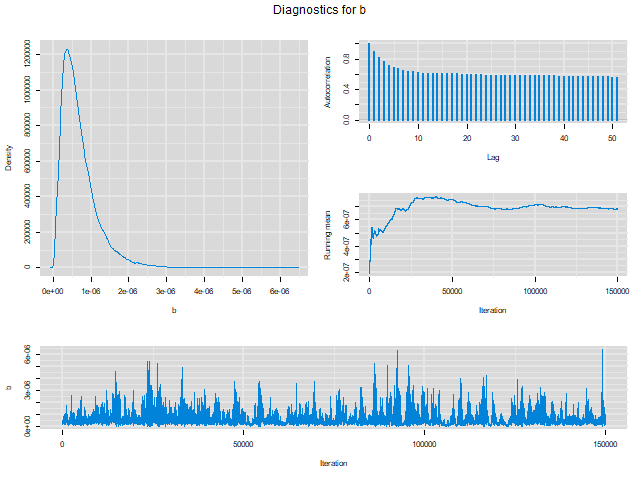 Diagnostics for b
Density
1200000
1000000
800000
600000
400000
200000
0
0e+00 1e-06 2e-06 3e-06 4e-06 5e-06 6e-06
b
Autocorrelation
0.8
0.4
0.0
0 10 20 30 40 50
Lag
Running mean
6e-07
4e-07
2e-07
0 50000 100000 150000
Iteration
b
6e-06
3e-06
0e+00
0 50000 100000 150000
Iteration